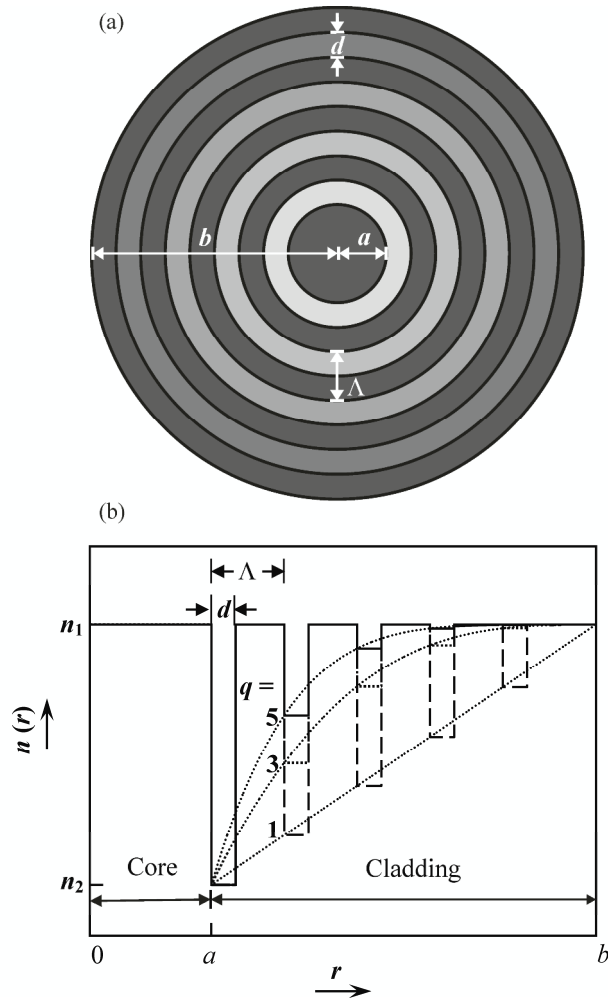 (a)
d
b
a
Λ
(b)
Λ
d
n1
q =
5
3
1
n (r)
Core
Cladding
n2
0
a
b
r